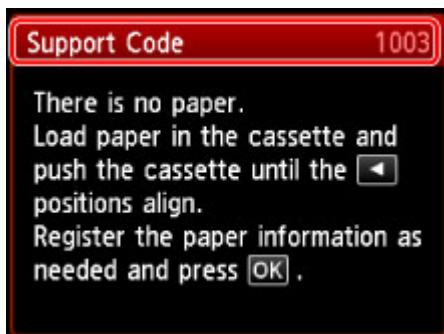 Support Code 1003
There is no paper.
Load paper in the cassette and
push the cassette until the ◀
positions align.
Register the paper information as
needed and press OK .